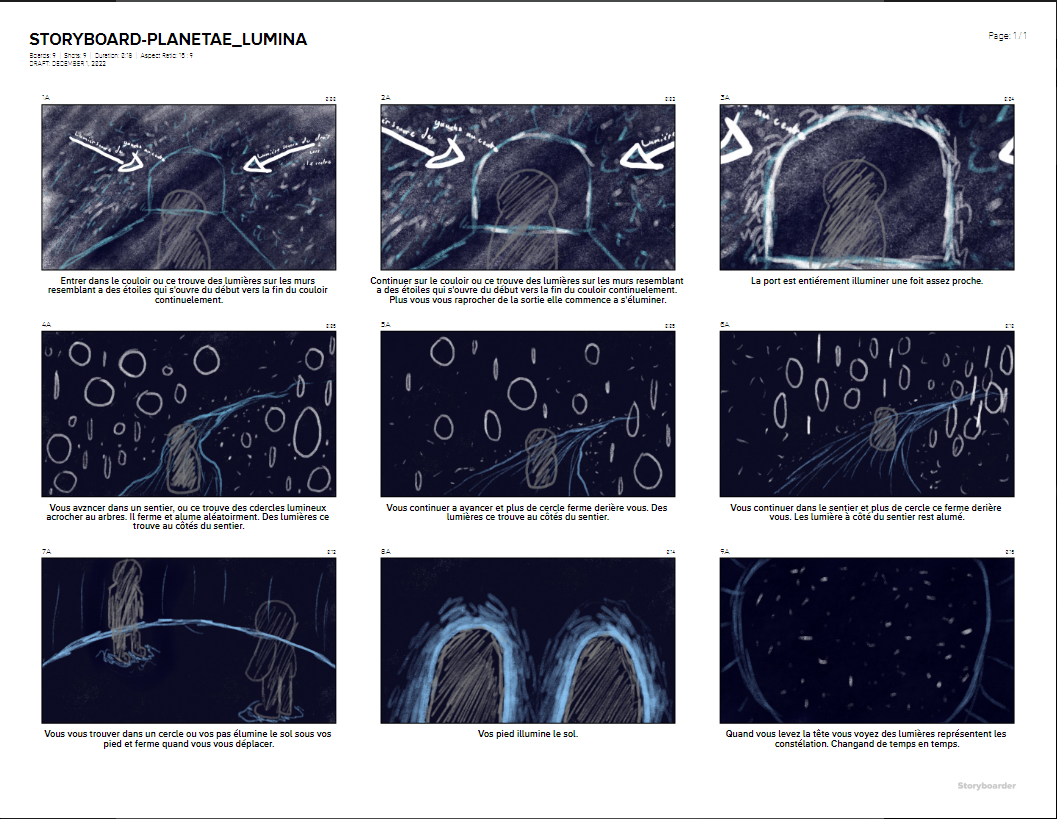 STORYBOARD-PLANETAE_LUMINA
Page: 1 / 1
Boards: 9 | Shots: 9 | Duration: 0:18 | Aspect Ratio: 16 : 9
DRAFT: DECEMBER 1, 2022
1A
2A
3A
au centre
Entrer dans le couloir ou ce trouve des lumières sur les murs
resemblant a des étoiles qui s'ouvre du début vers la fin du couloir
continuelement.
Continuer sur le couloir ou ce trouve des lumières sur les murs resemblant
a des étoiles qui s'ouvre du début vers la fin du couloir continuelement.
Plus vous vous raprocher de la sortie elle commence a s'éluminer.
La port est entiérement illuminer une foit assez proche.
4A
5A
6A
Vous avzncer dans un sentier, ou ce trouve des cdercles lumineux
acrocher au arbres. Il ferme et alume aléatoirment. Des lumières ce
trouve au côtés du sentier.
Vous continuer a avancer et plus de cercle ferme derière vous. Des
lumières ce trouve au côtés du sentier.
Vous continuer dans le sentier et plus de cercle ce ferme derière
vous. Les lumière à côté du sentier rest alumé.
7A
8A
9A
Vous vous trouver dans un cercle ou vos pas élumine le sol sous vos
pied et ferme quand vous vous déplacer.
Vos pied illumine le sol.
Quand vous levez la tête vous voyez des lumières représentent les
constélation. Changand de temps en temps.
Storyboarder